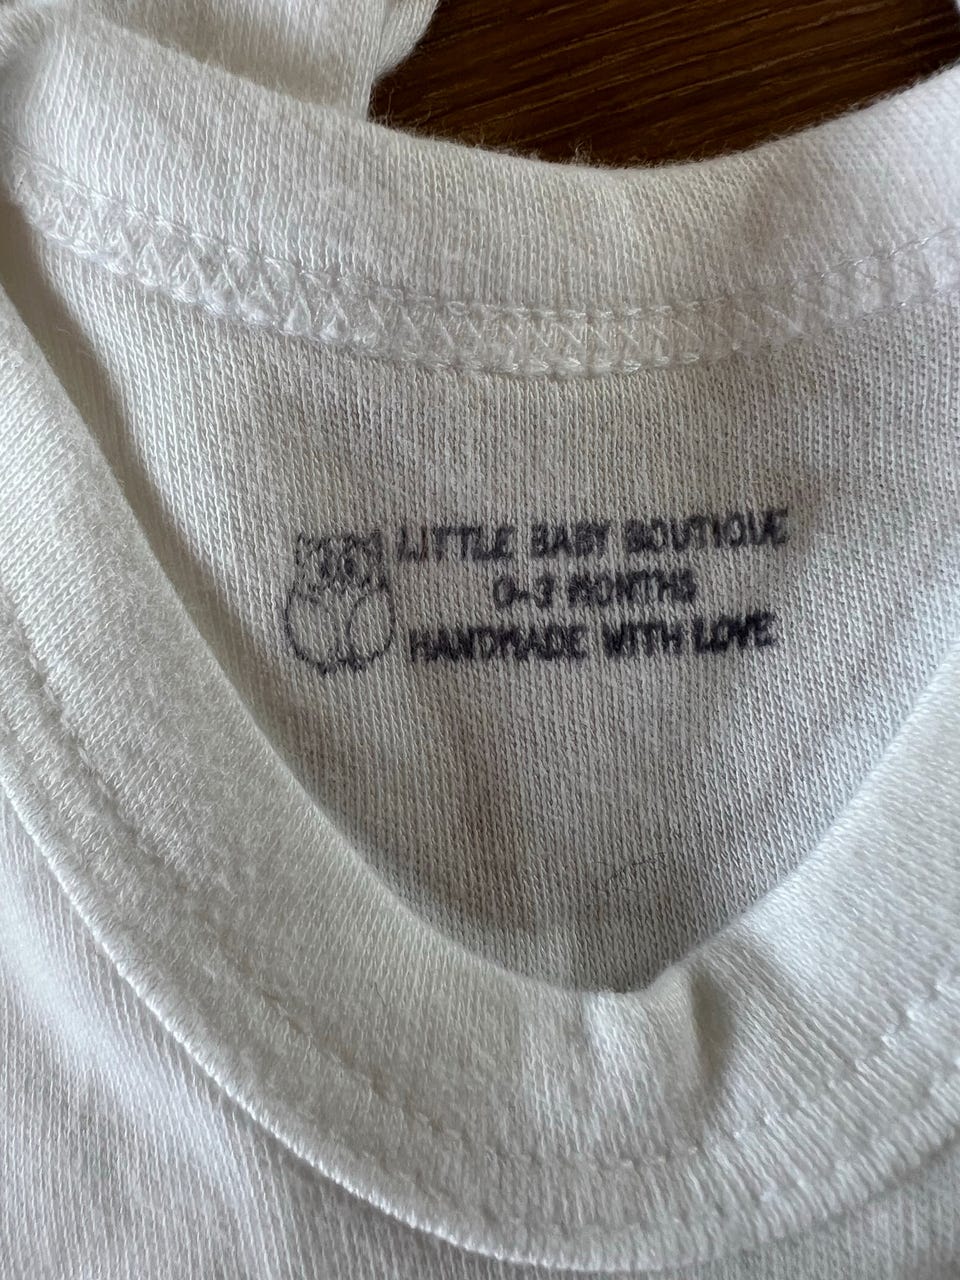 LITTLE BABY BOUTIQUE
0-3 MONTHS
HANDMADE WITH LOVE